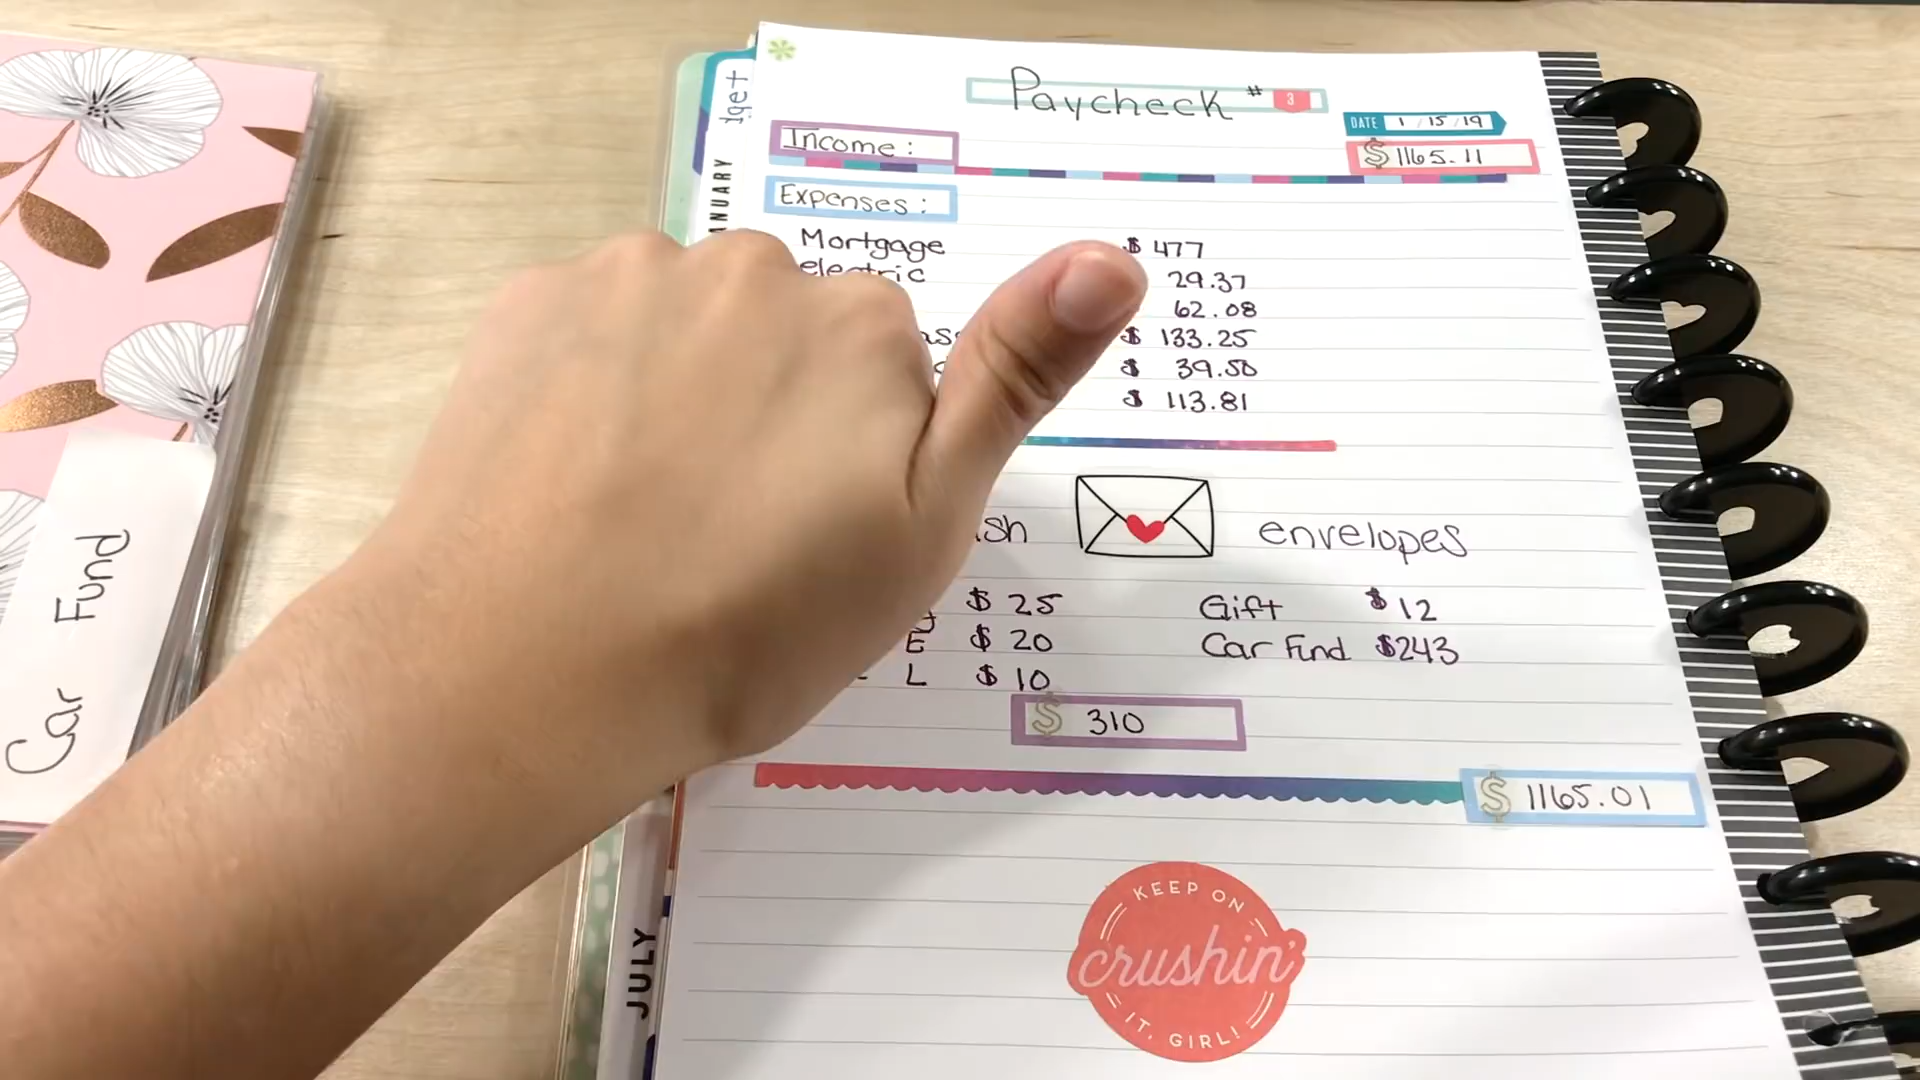 Paycheck # 3
DATE 1/15/19
Income: $ 1165.11
Expenses:
Mortgage $ 477
electric 29.37
62.08
$ 133.25
$ 39.50
$ 113.81
envelopes
$ 25 Gift $ 12
E $ 20 Car Fund $243
L $ 10
$ 310
$ 1165.01
KEEP ON
crushin'
IT, GIRL!
JULY
Car Fund